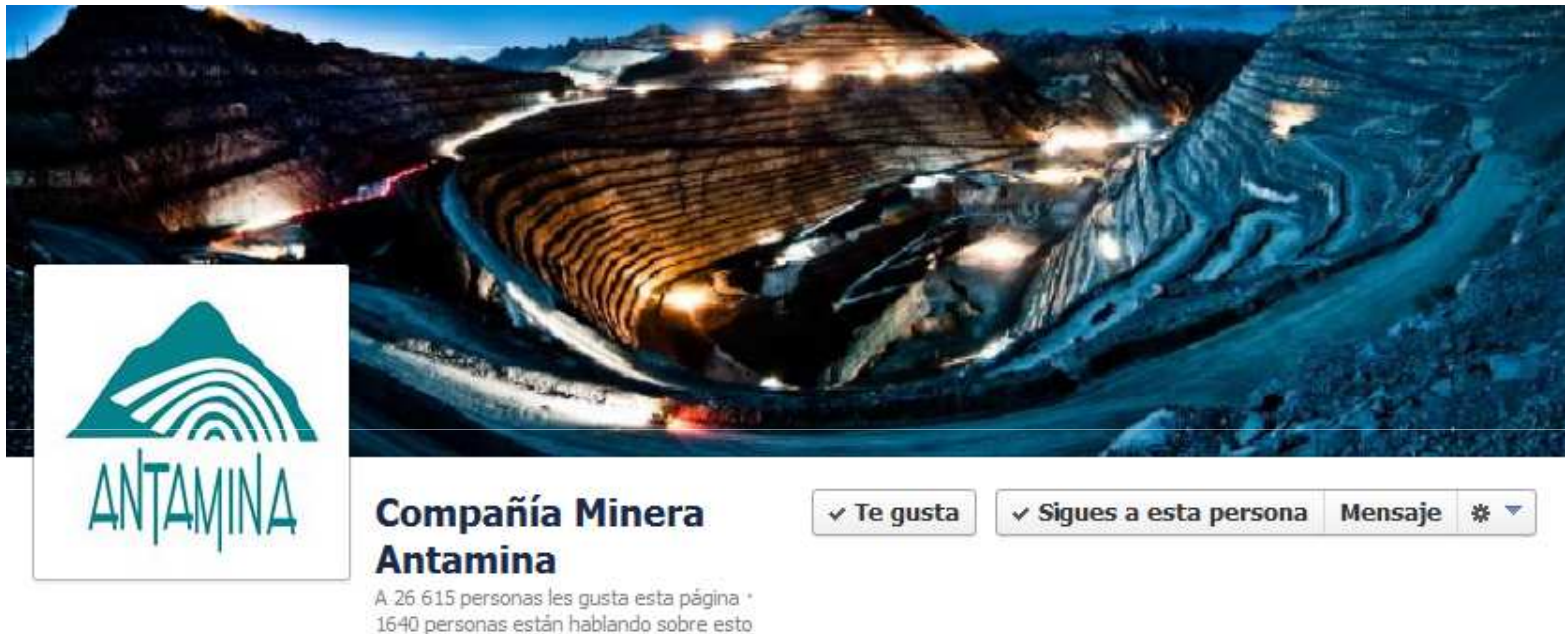 ANTAMINA
Compañía Minera
Antamina
A 26 615 personas les gusta esta página ·
1640 personas están hablando sobre esto
✓ Te gusta
✓ Sigues a esta persona
Mensaje